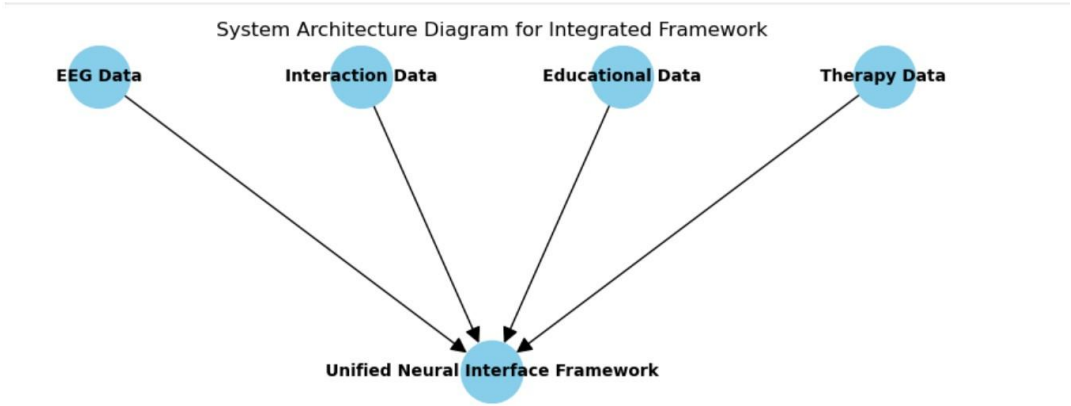 System Architecture Diagram for Integrated Framework
EEG Data
Interaction Data
Educational Data
Therapy Data
Unified Neural Interface Framework